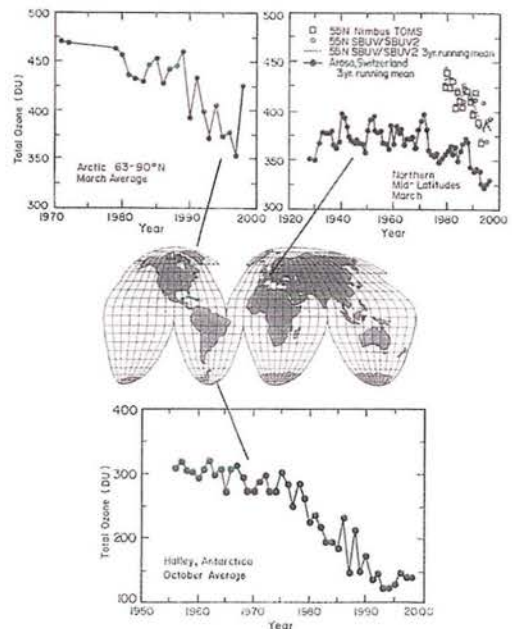 500
450
400
350
300
Total Ozone (DU)
Arctic 63-90°N
March Average
1970
1980
1990
2000
Year
500
450
400
350
300
55N Nimbus TOMS
55N SBUV/SBUV2
55N SBUV/SBUV2 3yr. running mean
Arosa, Switzerland
3yr. running mean
Northern
Mid-Latitudes
March
1920
1940
1960
1980
2000
Year
400
300
200
100
Total Ozone (DU)
Halley, Antarctica
October Average
1950
1960
1970
1980
1990
2000
Year